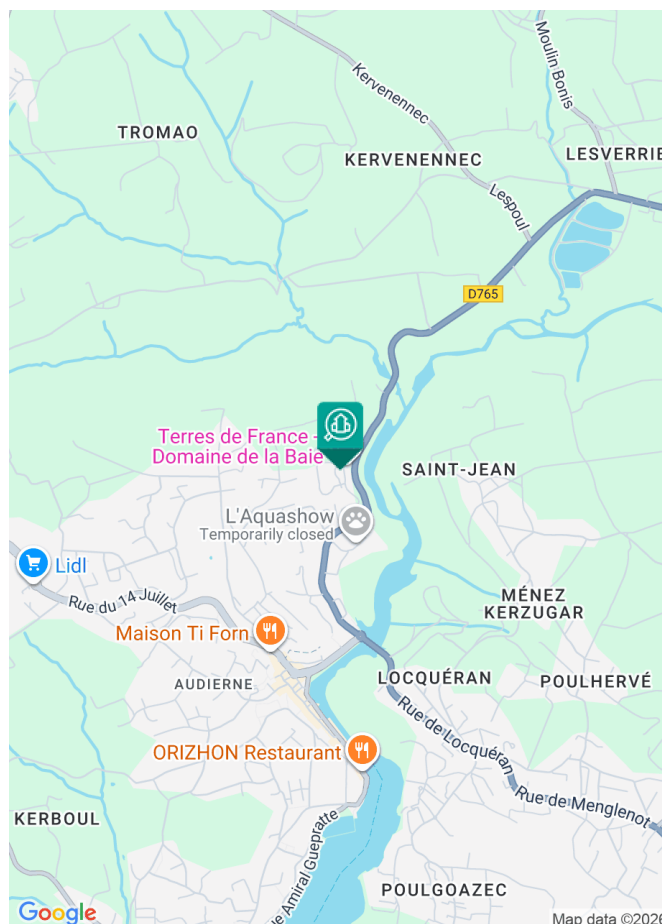 Moulin Bonis
Kervenennec
TROMAO
KERVENENNEC
LESVERRIE
Lespoul
D765
Terres de France -
Domaine de la Baie
SAINT-JEAN
L'Aquashow
Temporarily closed
Lidl
Rue du 14 Juillet
MÉNEZ
KERZUGAR
Maison Ti Forn
AUDIERNE
LOCQUÉRAN
POULHERVÉ
Rue de Locquéran
ORIZHON Restaurant
Rue de Menglenot
KERBOUL
de Amiral Guepratte
POULGOAZEC
Google
Map data ©2026